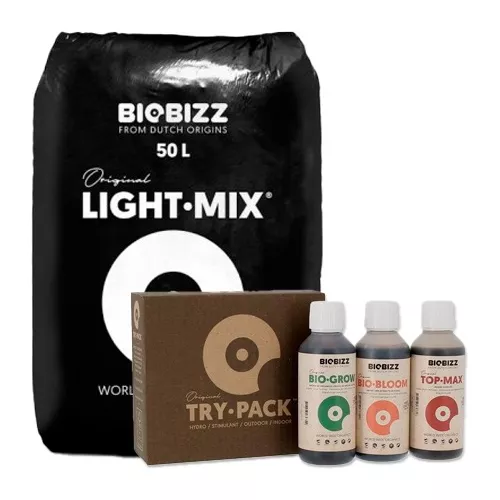 BIOBIZZ
FROM DUTCH ORIGINS
50 L
Original
LIGHT·MIX®
WORL
Original
TRY·PACK
HYDRO / STIMULANT / OUTDOOR / INDOOR
BIOBIZZ
BIO·GROW
BIOBIZZ
BIO·BLOOM
BIOBIZZ
TOP·MAX